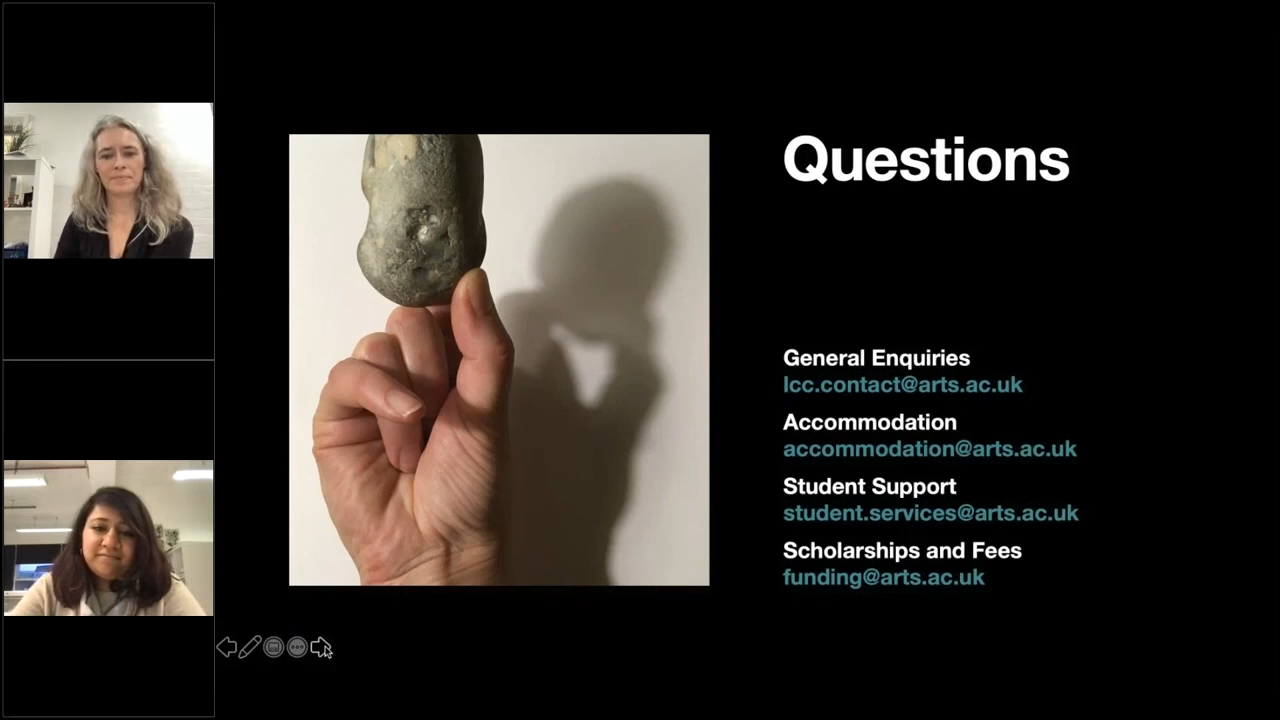 Questions
General Enquiries
lcc.contact@arts.ac.uk
Accommodation
accommodation@arts.ac.uk
Student Support
student.services@arts.ac.uk
Scholarships and Fees
funding@arts.ac.uk